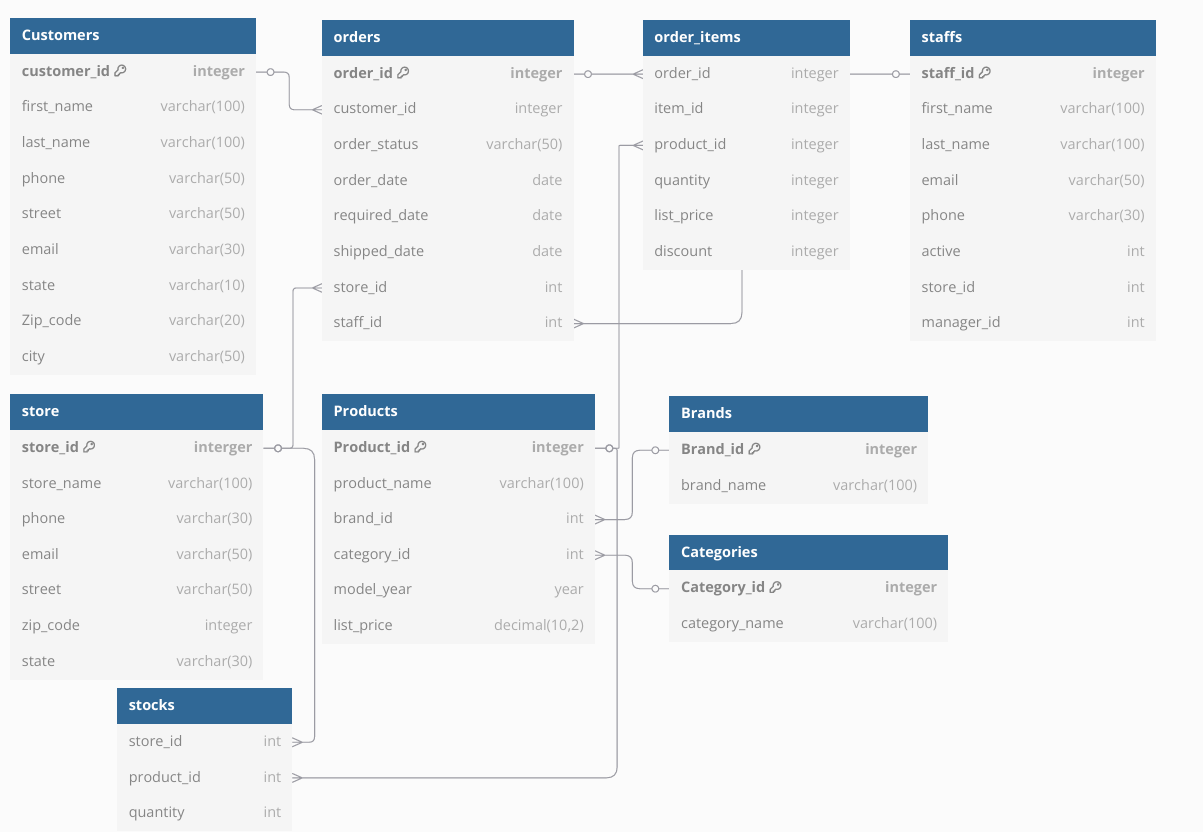 Customers
customer_id integer
first_name varchar(100)
last_name varchar(100)
phone varchar(50)
street varchar(50)
email varchar(30)
state varchar(10)
Zip_code varchar(20)
city varchar(50)
orders
order_id integer
customer_id integer
order_status varchar(50)
order_date date
required_date date
shipped_date date
store_id int
staff_id int
order_items
order_id integer
item_id integer
product_id integer
quantity integer
list_price integer
discount integer
staffs
staff_id integer
first_name varchar(100)
last_name varchar(100)
email varchar(50)
phone varchar(30)
active int
store_id int
manager_id int
store
store_id interger
store_name varchar(100)
phone varchar(30)
email varchar(50)
street varchar(50)
zip_code integer
state varchar(30)
Products
Product_id integer
product_name varchar(100)
brand_id int
category_id int
model_year year
list_price decimal(10,2)
Brands
Brand_id integer
brand_name varchar(100)
Categories
Category_id integer
category_name varchar(100)
stocks
store_id int
product_id int
quantity int